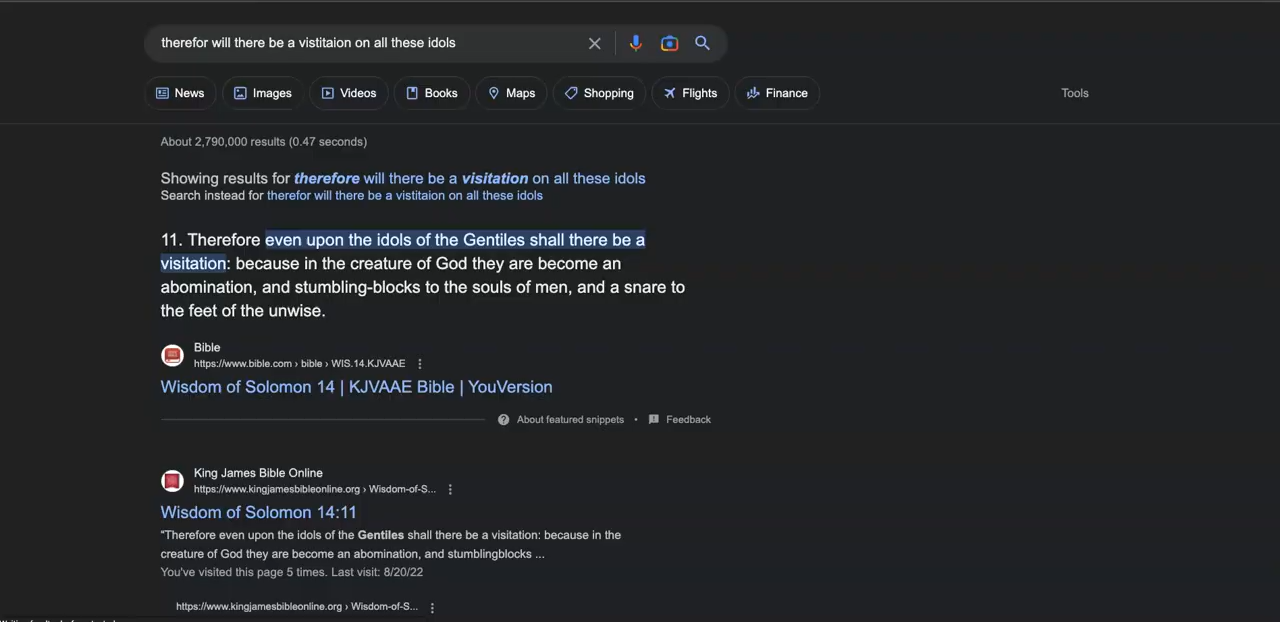 therefor will there be a vistitaion on all these idols
News Images Videos Books Maps Shopping Flights Finance Tools
About 2,790,000 results (0.47 seconds)
Showing results for therefore will there be a visitation on all these idols
Search instead for therefor will there be a vistitaion on all these idols
11. Therefore even upon the idols of the Gentiles shall there be a
visitation: because in the creature of God they are become an
abomination, and stumbling-blocks to the souls of men, and a snare to
the feet of the unwise.
Bible
https://www.bible.com › bible › WIS.14.KJVAAE
Wisdom of Solomon 14 | KJVAAE Bible | YouVersion
About featured snippets • Feedback
King James Bible Online
https://www.kingjamesbibleonline.org › Wisdom-of-S...
Wisdom of Solomon 14:11
"Therefore even upon the idols of the Gentiles shall there be a visitation: because in the
creature of God they are become an abomination, and stumblingblocks ...
You've visited this page 5 times. Last visit: 8/20/22
https://www.kingjamesbibleonline.org › Wisdom-of-S...